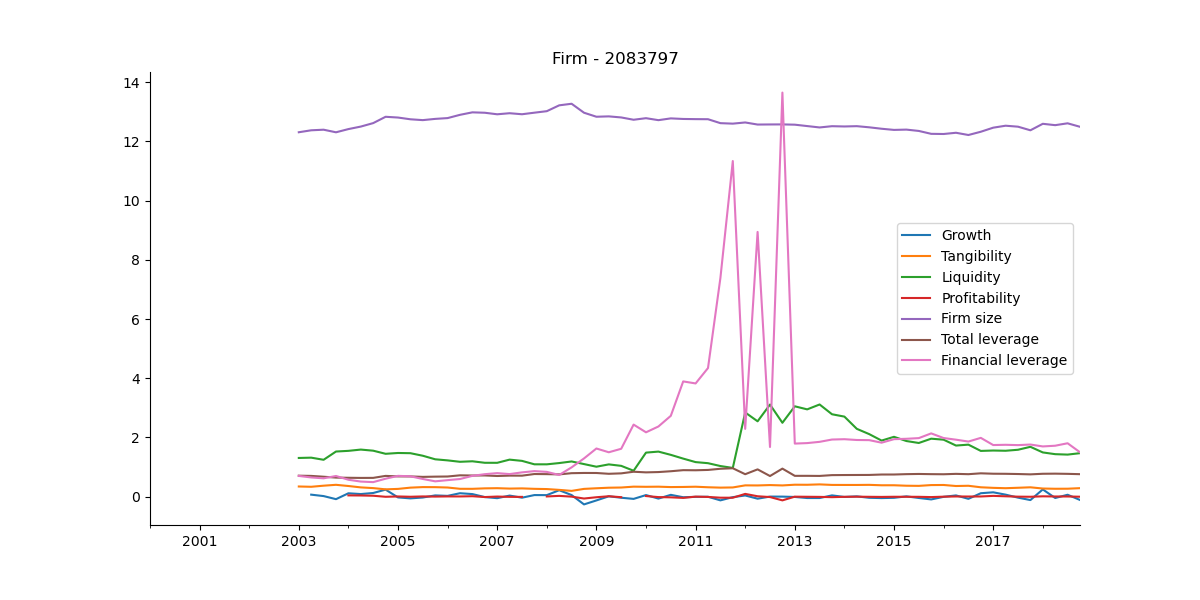 Firm - 2083797
14
12
10
8
6
4
2
0
Growth
Tangibility
Liquidity
Profitability
Firm size
Total leverage
Financial leverage
2001 2003 2005 2007 2009 2011 2013 2015 2017